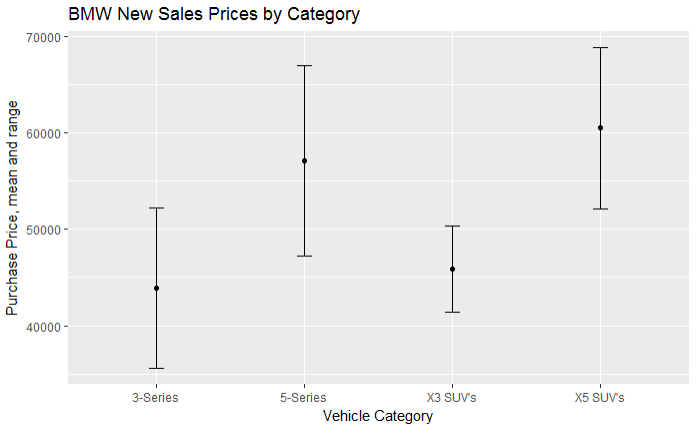 BMW New Sales Prices by Category
Purchase Price, mean and range
70000
60000
50000
40000
3-Series
5-Series
X3 SUV's
X5 SUV's
Vehicle Category